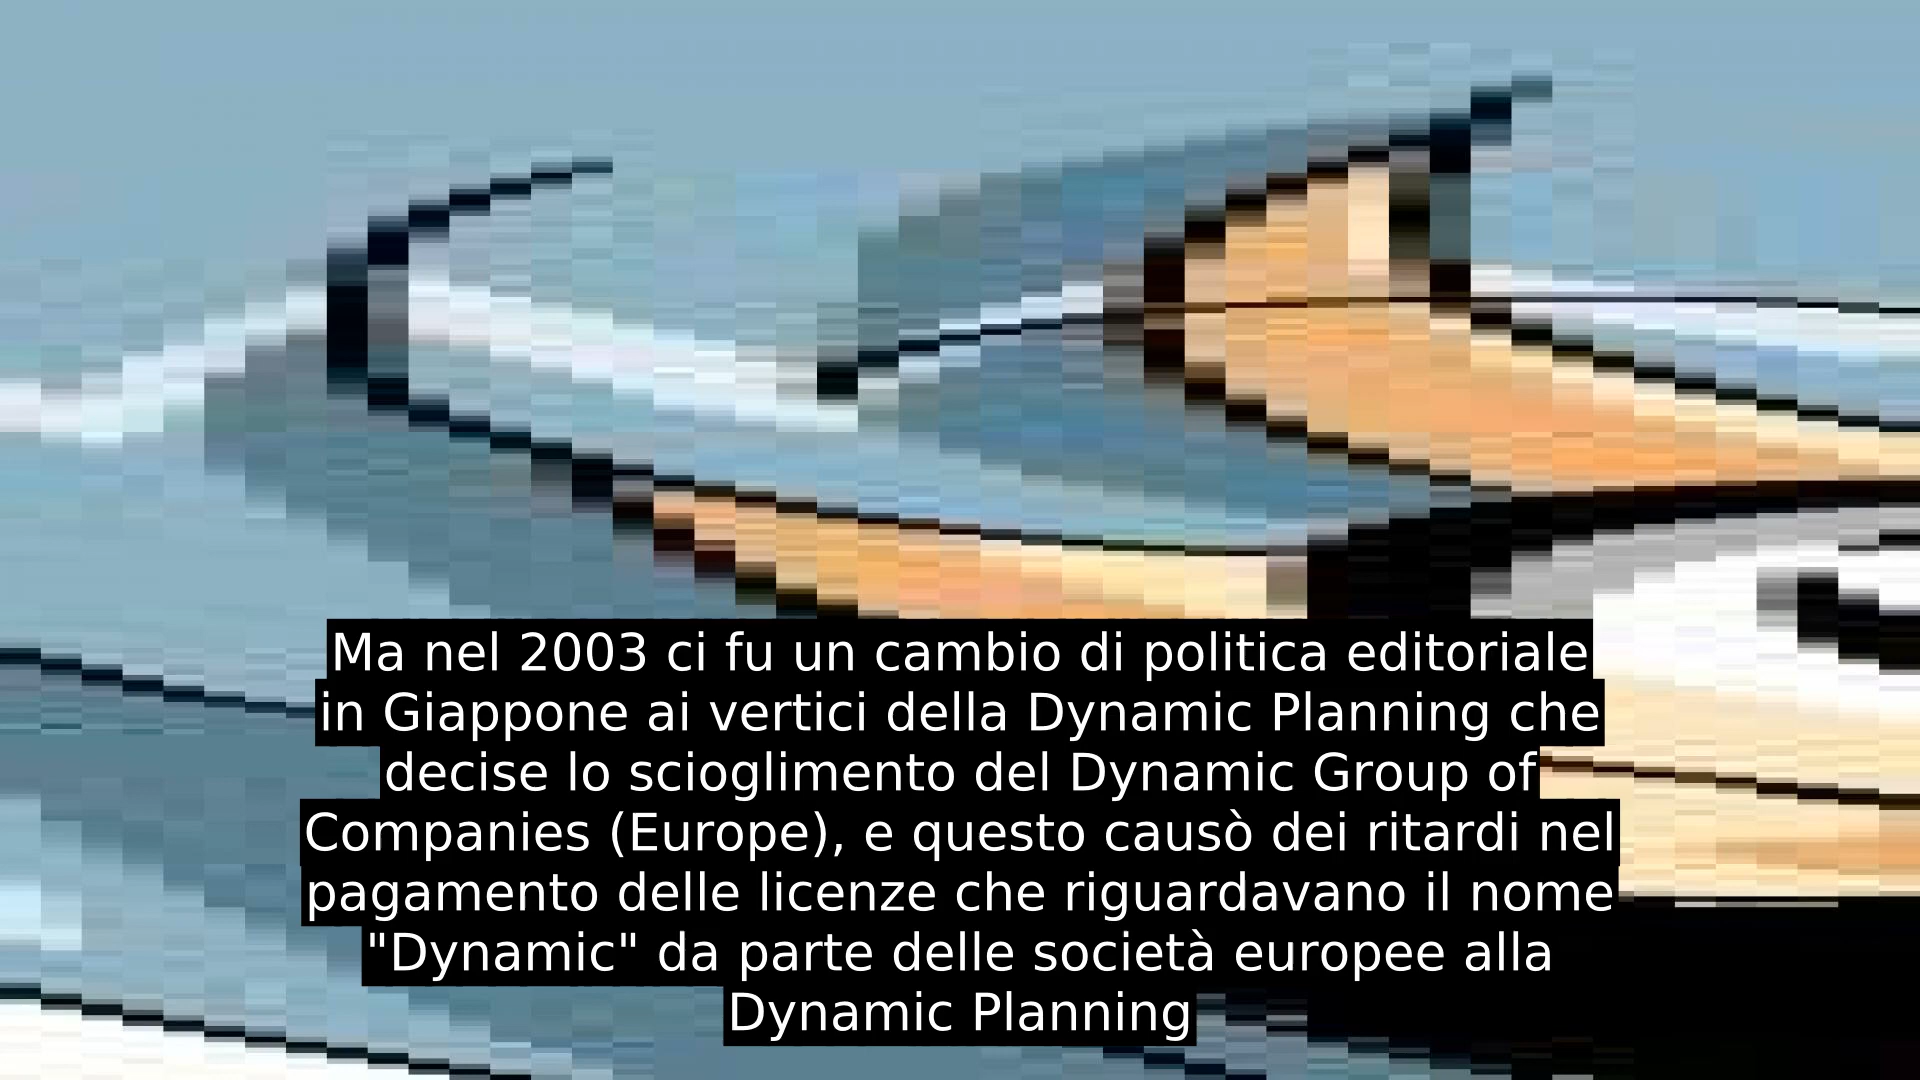 Ma nel 2003 ci fu un cambio di politica editoriale
in Giappone ai vertici della Dynamic Planning che
decise lo scioglimento del Dynamic Group of
Companies (Europe), e questo causò dei ritardi nel
pagamento delle licenze che riguardavano il nome
"Dynamic" da parte delle società europee alla
Dynamic Planning